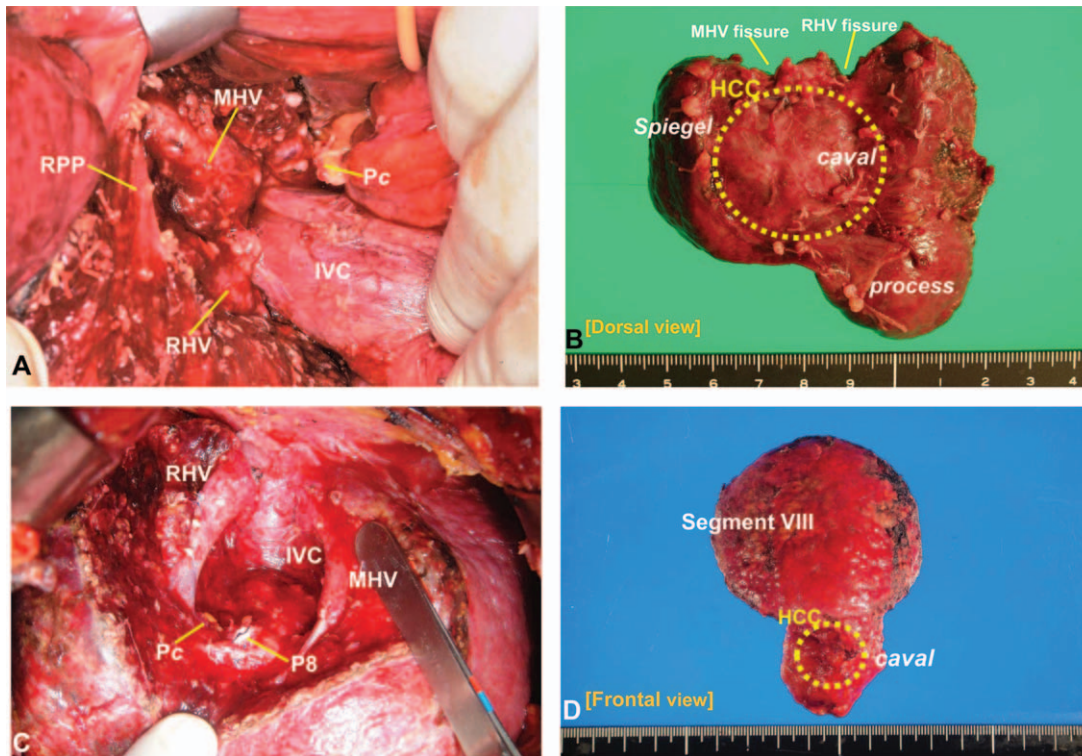 MHV
RPP
Pc
IVC
RHV
A
MHV fissure
RHV fissure
HCC
Spiegel
caval
process
[Dorsal view]
B
3 4 5 6 7 8 9 1 2 3 4
RHV
IVC
MHV
Pc
P8
C
Segment VIII
HCC
caval
[Frontal view]
D